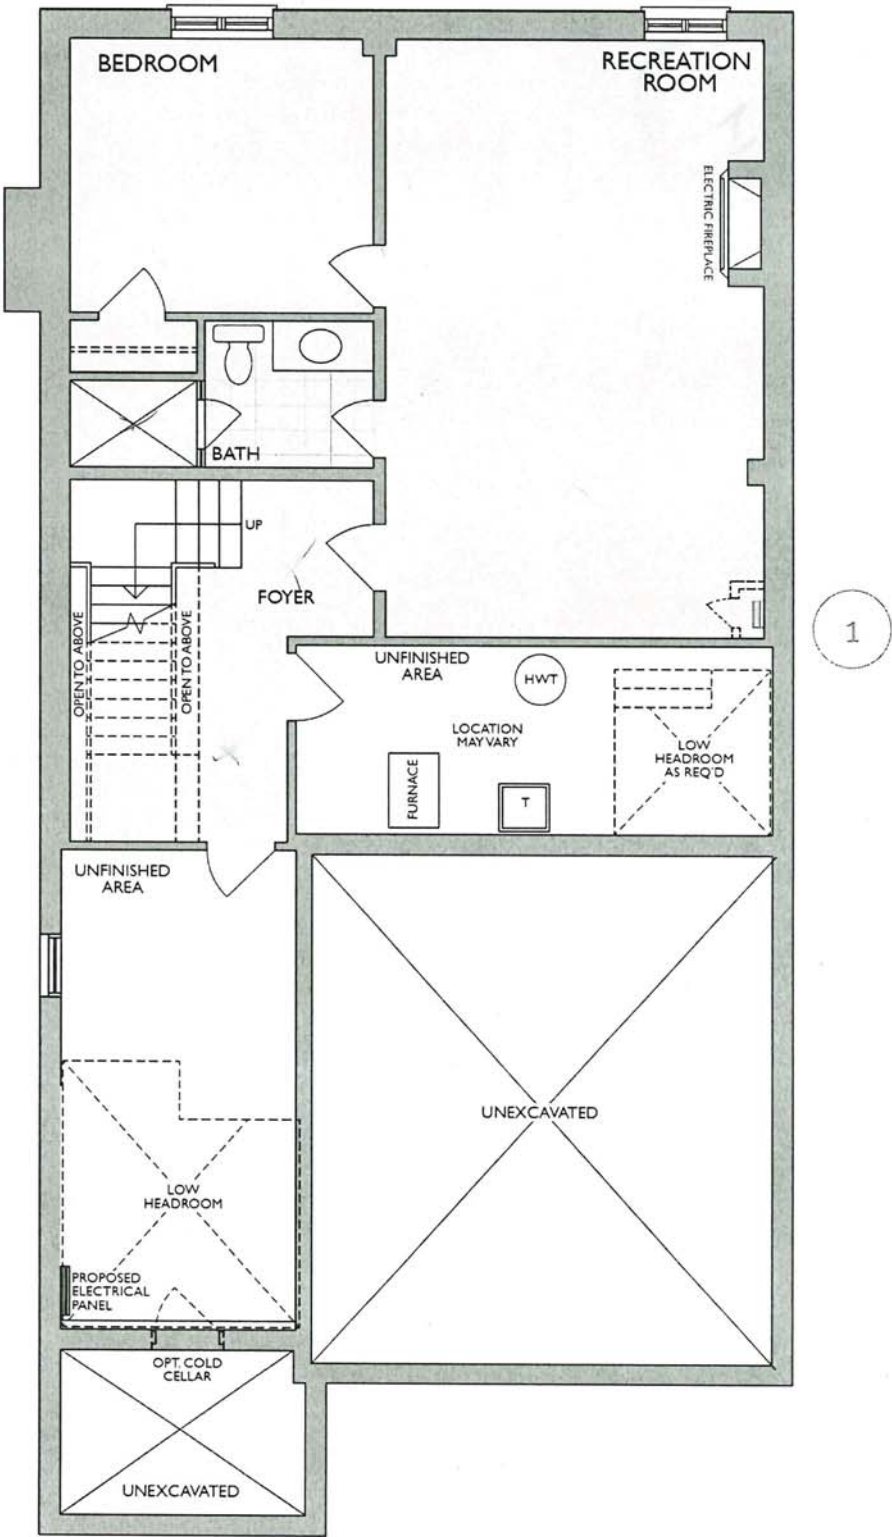 BEDROOM
RECREATION
ROOM
ELECTRIC FIREPLACE
BATH
UP
FOYER
OPEN TO ABOVE
OPEN TO ABOVE
1
UNFINISHED
AREA
HWT
LOCATION
MAY VARY
LOW
HEADROOM
AS REQ'D
FURNACE
T
UNFINISHED
AREA
UNEXCAVATED
LOW
HEADROOM
PROPOSED
ELECTRICAL
PANEL
OPT. COLD
CELLAR
UNEXCAVATED